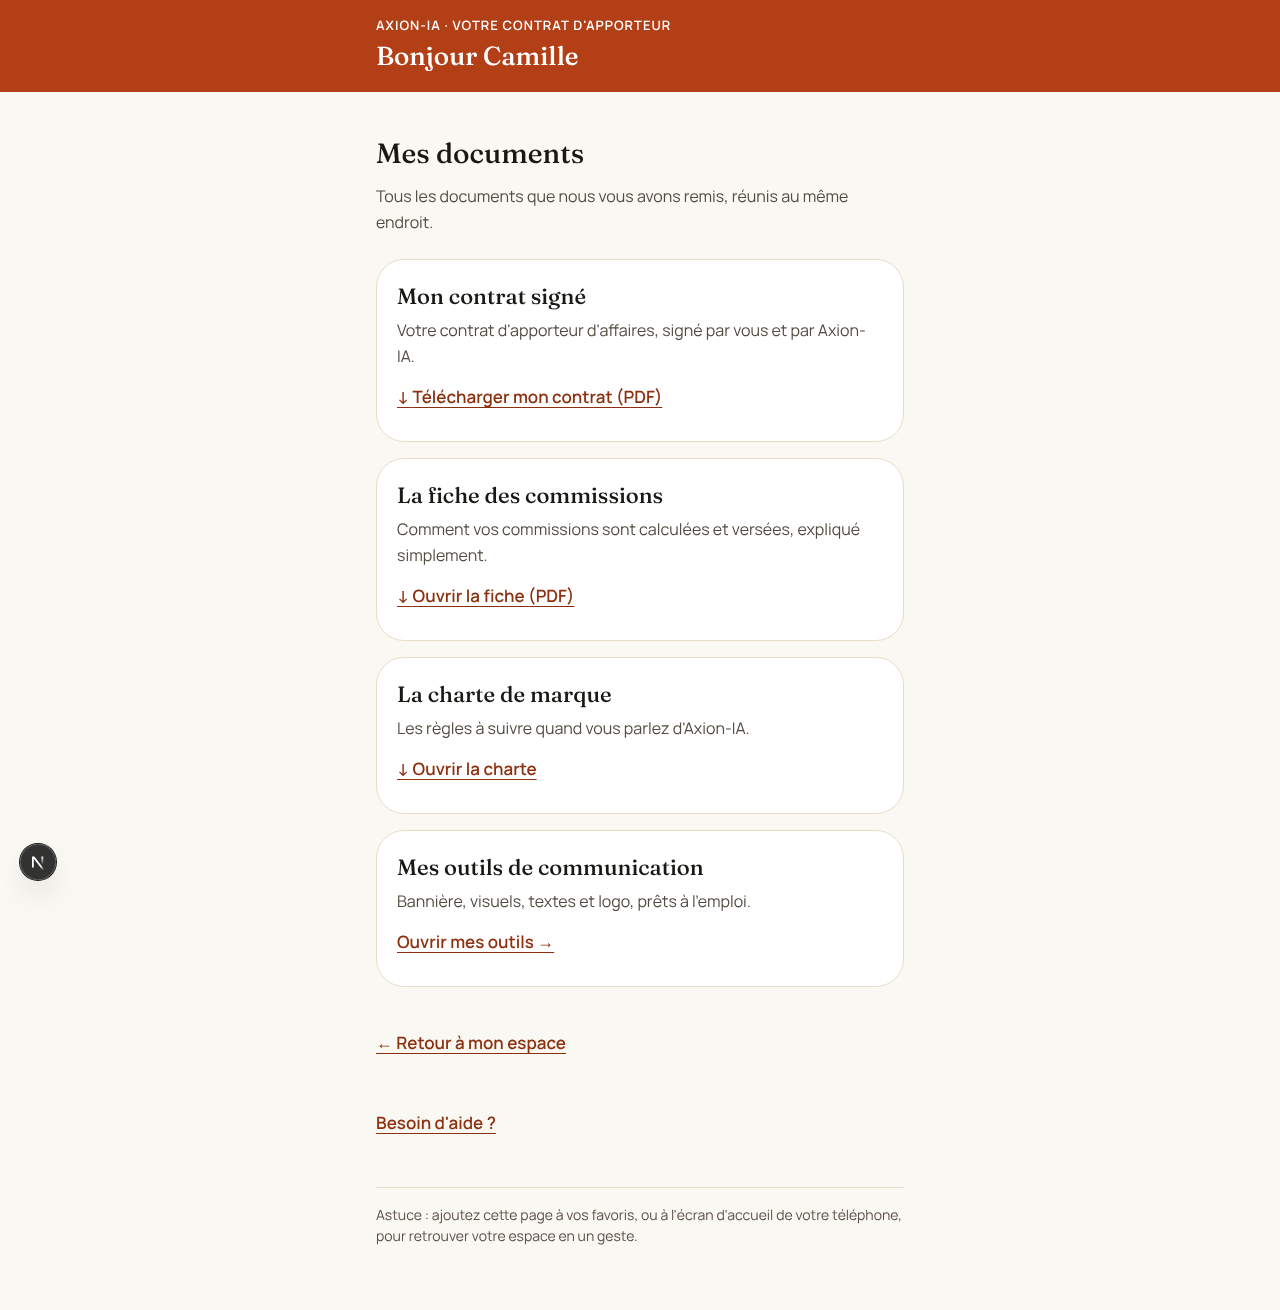 AXION-IA · VOTRE CONTRAT D'APPORTEUR
Bonjour Camille
Mes documents
Tous les documents que nous vous avons remis, réunis au même
endroit.
Mon contrat signé
Votre contrat d'apporteur d'affaires, signé par vous et par Axion-
IA.
↓ Télécharger mon contrat (PDF)
La fiche des commissions
Comment vos commissions sont calculées et versées, expliqué
simplement.
↓ Ouvrir la fiche (PDF)
La charte de marque
Les règles à suivre quand vous parlez d'Axion-IA.
↓ Ouvrir la charte
Mes outils de communication
Bannière, visuels, textes et logo, prêts à l'emploi.
N
Ouvrir mes outils →
← Retour à mon espace
Besoin d'aide ?
Astuce : ajoutez cette page à vos favoris, ou à l'écran d'accueil de votre téléphone,
pour retrouver votre espace en un geste.